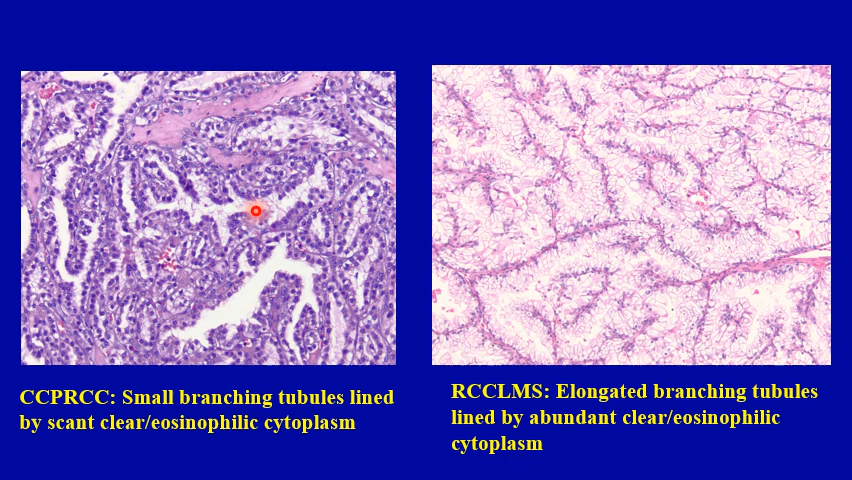 CCPRCC: Small branching tubules lined
by scant clear/eosinophilic cytoplasm
RCCLMS: Elongated branching tubules
lined by abundant clear/eosinophilic
cytoplasm